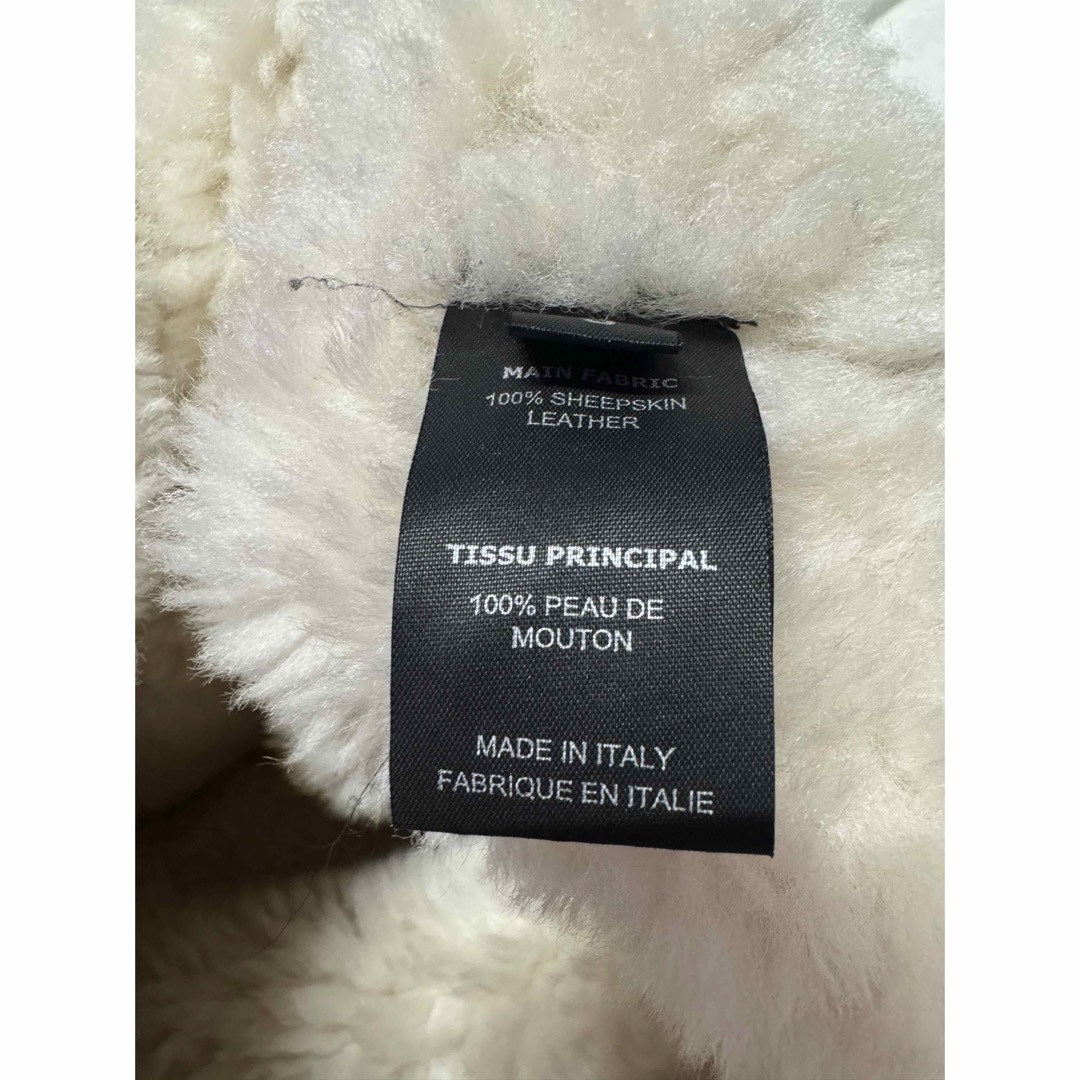 MAIN FABRIC
100% SHEEPSKIN
LEATHER
TISSU PRINCIPAL
100% PEAU DE
MOUTON
MADE IN ITALY
FABRIQUE EN ITALIE